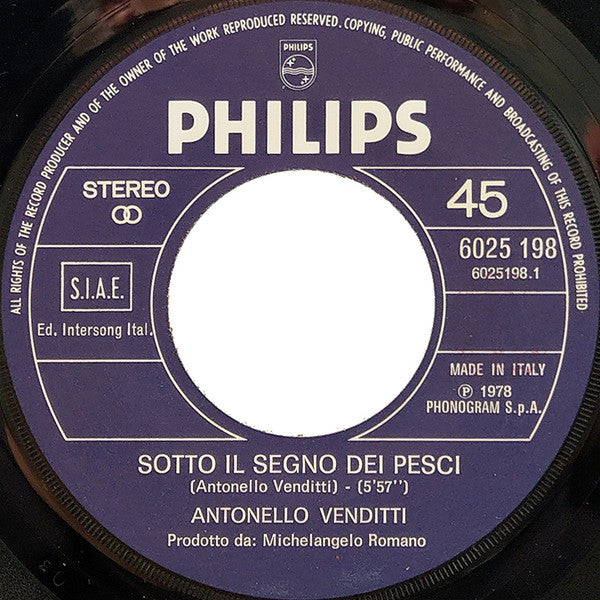 ALL RIGHTS OF THE RECORD PRODUCER AND OF THE OWNER OF THE WORK REPRODUCED RESERVED. COPYING, PUBLIC PERFORMANCE AND BROADCASTING OF THIS RECORD PROHIBITED
PHILIPS
PHILIPS
STEREO
45
6025 198
6025198.1
S.I.A.E.
Ed. Intersong Ital.
MADE IN ITALY
℗ 1978
PHONOGRAM S.p.A.
SOTTO IL SEGNO DEI PESCI
(Antonello Venditti) - (5'57'')
ANTONELLO VENDITTI
Prodotto da: Michelangelo Romano